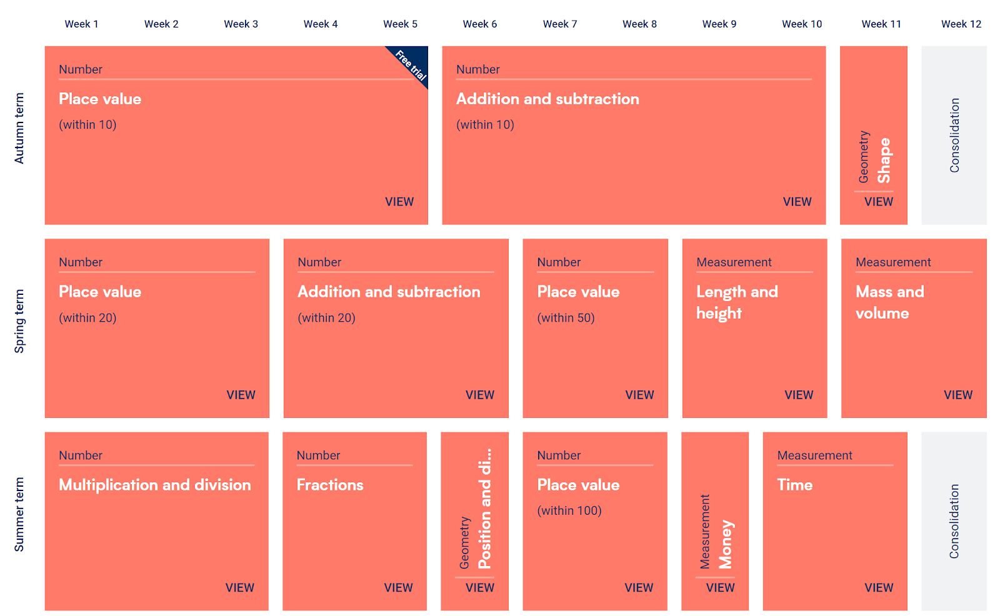 Week 1
Week 2
Week 3
Week 4
Week 5
Week 6
Week 7
Week 8
Week 9
Week 10
Week 11
Week 12
Autumn term
Number
Free trial
Place value
(within 10)
VIEW
Number
Addition and subtraction
(within 10)
VIEW
Geometry
Shape
VIEW
Consolidation
Spring term
Number
Place value
(within 20)
VIEW
Number
Addition and subtraction
(within 20)
VIEW
Number
Place value
(within 50)
VIEW
Measurement
Length and
height
VIEW
Measurement
Mass and
volume
VIEW
Summer term
Number
Multiplication and division
VIEW
Number
Fractions
VIEW
Geometry
Position and di...
VIEW
Number
Place value
(within 100)
VIEW
Measurement
Money
VIEW
Measurement
Time
VIEW
Consolidation